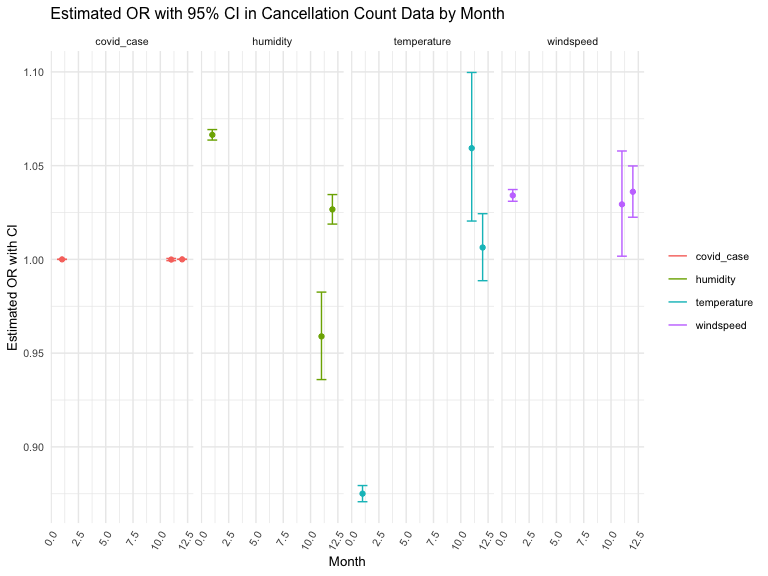 Estimated OR with 95% CI in Cancellation Count Data by Month
covid_case humidity temperature windspeed
1.10
1.05
1.00
0.95
0.90
Estimated OR with CI
0.0 2.5 5.0 7.5 10.0 12.5 0.0 2.5 5.0 7.5 10.0 12.5 0.0 2.5 5.0 7.5 10.0 12.5 0.0 2.5 5.0 7.5 10.0 12.5
Month
covid_case
humidity
temperature
windspeed